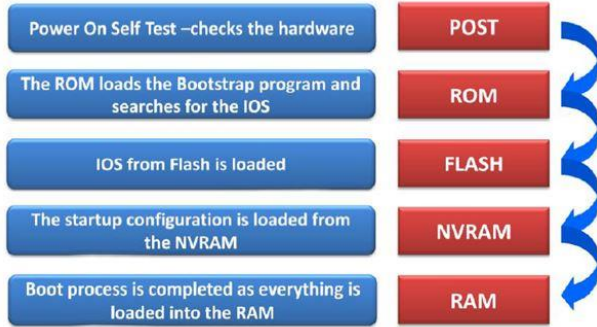 Power On Self Test –checks the hardware
POST
The ROM loads the Bootstrap program and
searches for the IOS
ROM
IOS from Flash is loaded
FLASH
The startup configuration is loaded from
the NVRAM
NVRAM
Boot process is completed as everything is
loaded into the RAM
RAM